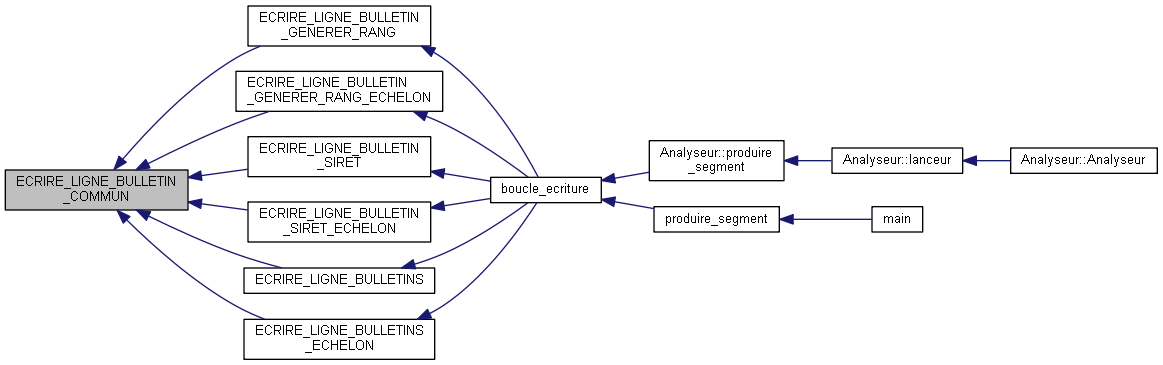 ECRIRE_LIGNE_BULLETIN
_GENERER_RANG
ECRIRE_LIGNE_BULLETIN
_GENERER_RANG_ECHELON
ECRIRE_LIGNE_BULLETIN
_SIRET
ECRIRE_LIGNE_BULLETIN
_COMMUN
ECRIRE_LIGNE_BULLETIN
_SIRET_ECHELON
ECRIRE_LIGNE_BULLETINS
ECRIRE_LIGNE_BULLETINS
_ECHELON
boucle_ecriture
Analyseur::produire
_segment
Analyseur::lanceur
Analyseur::Analyseur
produire_segment
main